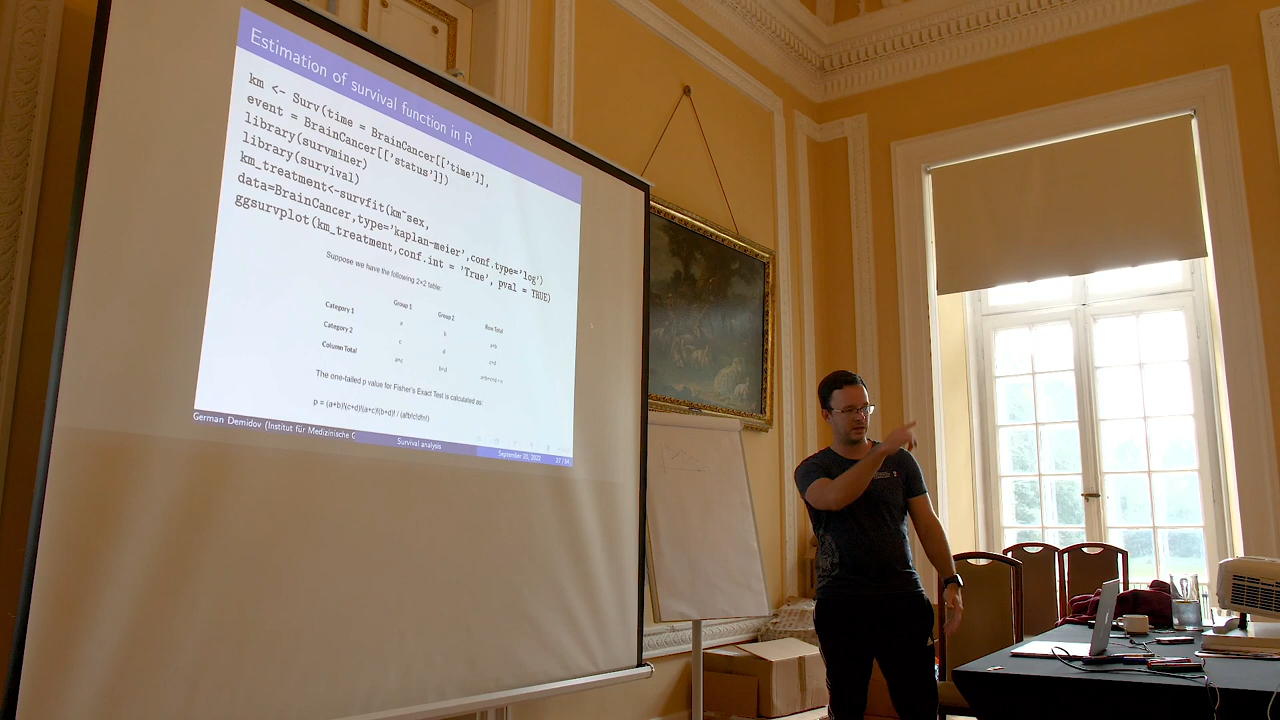 Estimation of survival function in R
km <- Surv(time = BrainCancer[['time']],
event = BrainCancer[['status']])
library(survminer)
library(survival)
km_treatment<-survfit(km~sex,
data=BrainCancer,type='kaplan-meier',conf.type='log')
ggsurvplot(km_treatment,conf.int = 'True', pval = TRUE)
Suppose we have the following 2×2 table:
Group 1 Group 2 Row Total
Category 1 a b a+b
Category 2 c d c+d
Column Total a+c b+d a+b+c+d = n
The one-tailed p value for Fisher's Exact Test is calculated as:
p = (a+b)!(c+d)!(a+c)!(b+d)! / (a!b!c!d!n!)
German Demidov (Institut für Medizinische G Survival analysis September 20, 2022 27 / 54